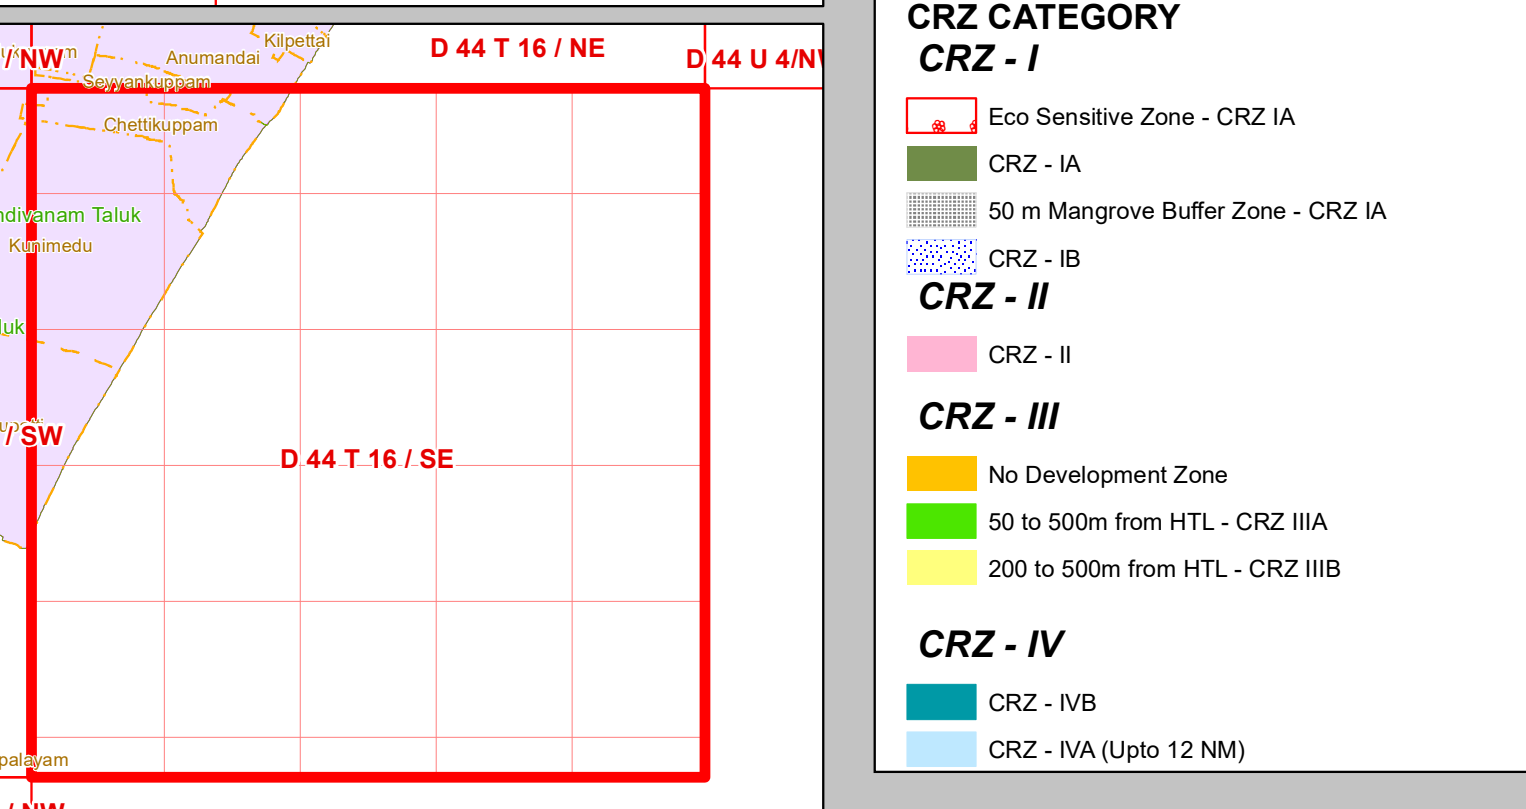 Kilpettai
D 44 T 16 / NE
/ NW
Anumandai
D 44 U 4/NW
Seyyankuppam
Chettikuppam
ndivanam Taluk
Kunimedu
luk
/ SW
D 44 T 16 / SE
palayam
/ NW
CRZ CATEGORY
CRZ - I
Eco Sensitive Zone - CRZ IA
CRZ - IA
50 m Mangrove Buffer Zone - CRZ IA
CRZ - IB
CRZ - II
CRZ - II
CRZ - III
No Development Zone
50 to 500m from HTL - CRZ IIIA
200 to 500m from HTL - CRZ IIIB
CRZ - IV
CRZ - IVB
CRZ - IVA (Upto 12 NM)